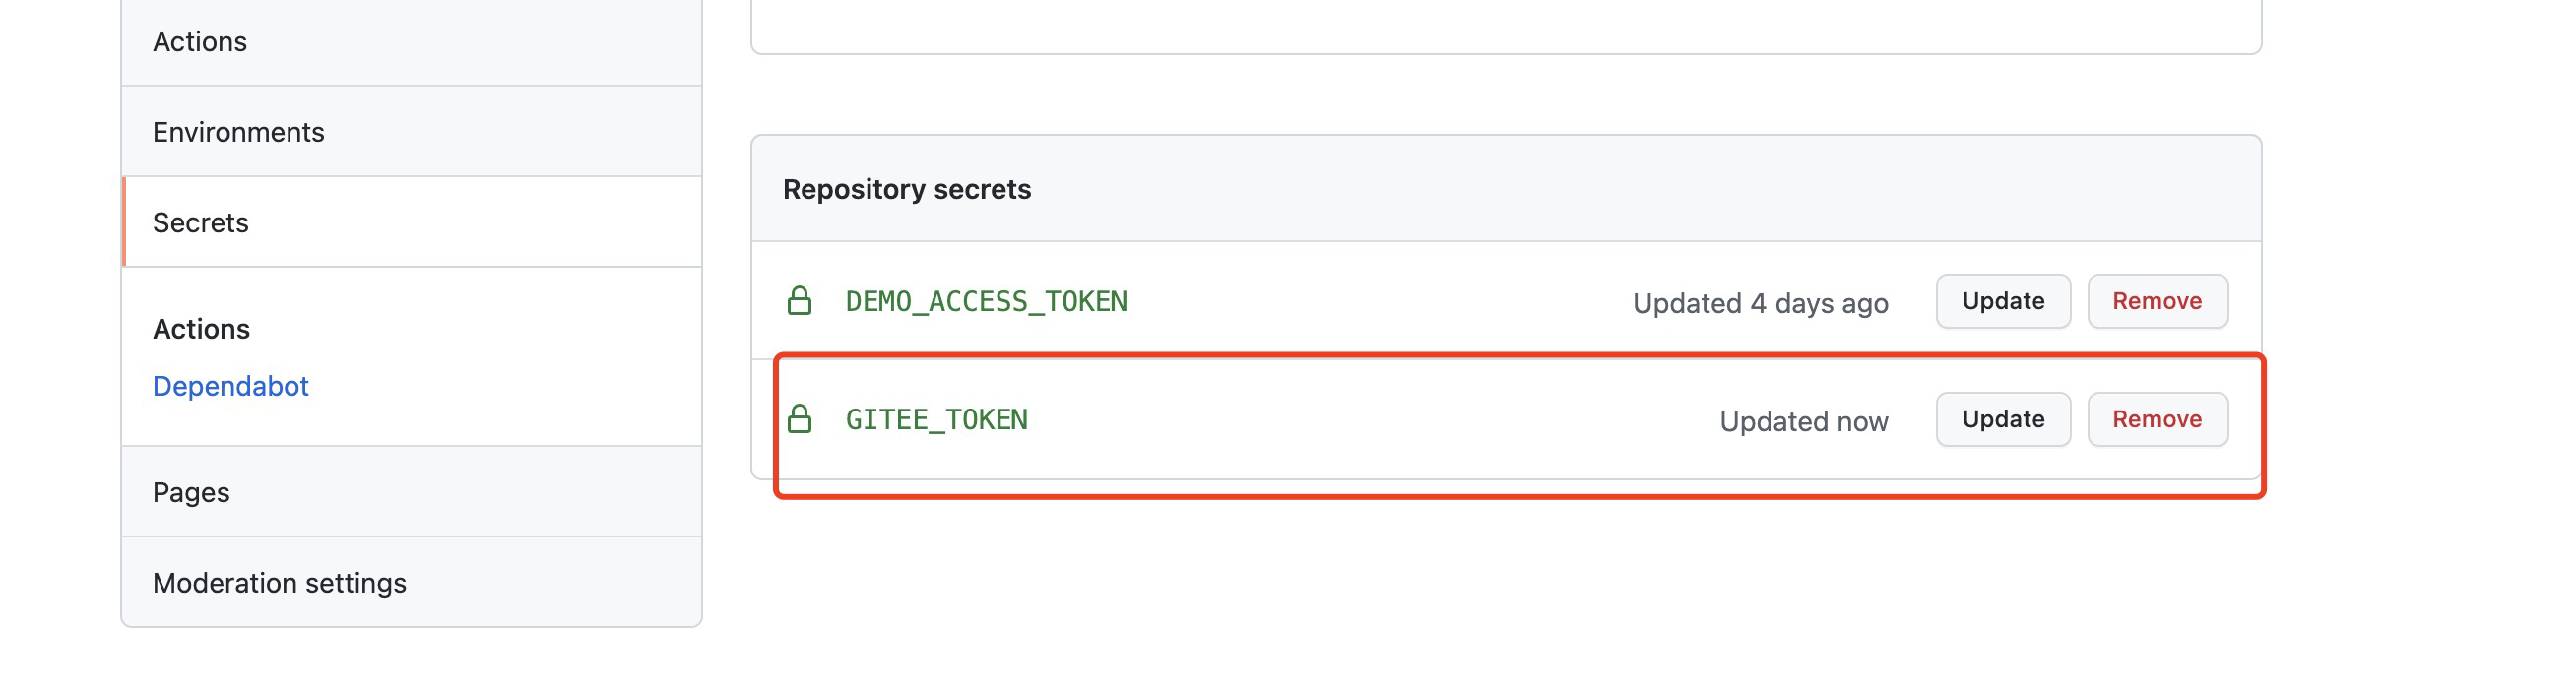 Actions
Environments
Secrets
Actions
Dependabot
Pages
Moderation settings
Repository secrets
DEMO_ACCESS_TOKEN Updated 4 days ago Update Remove
GITEE_TOKEN Updated now Update Remove